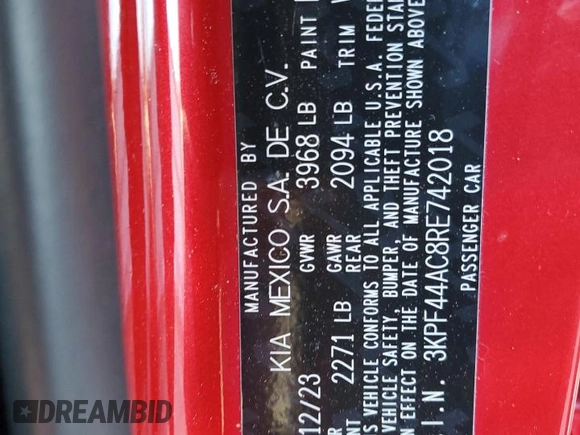 MANUFACTURED BY
KIA MEXICO S.A. DE C.V.
12/23 GVWR 3968 LB PAINT
GAWR
2271 LB REAR 2094 LB TRIM
VEHICLE CONFORMS TO ALL APPLICABLE U.S.A.
VEHICLE SAFETY, BUMPER, AND THEFT PREVENTION
EFFECT ON THE DATE OF MANUFACTURE SHOWN ABOVE
I.N. 3KPF44AC8RE742018
PASSENGER CAR
DREAMBID